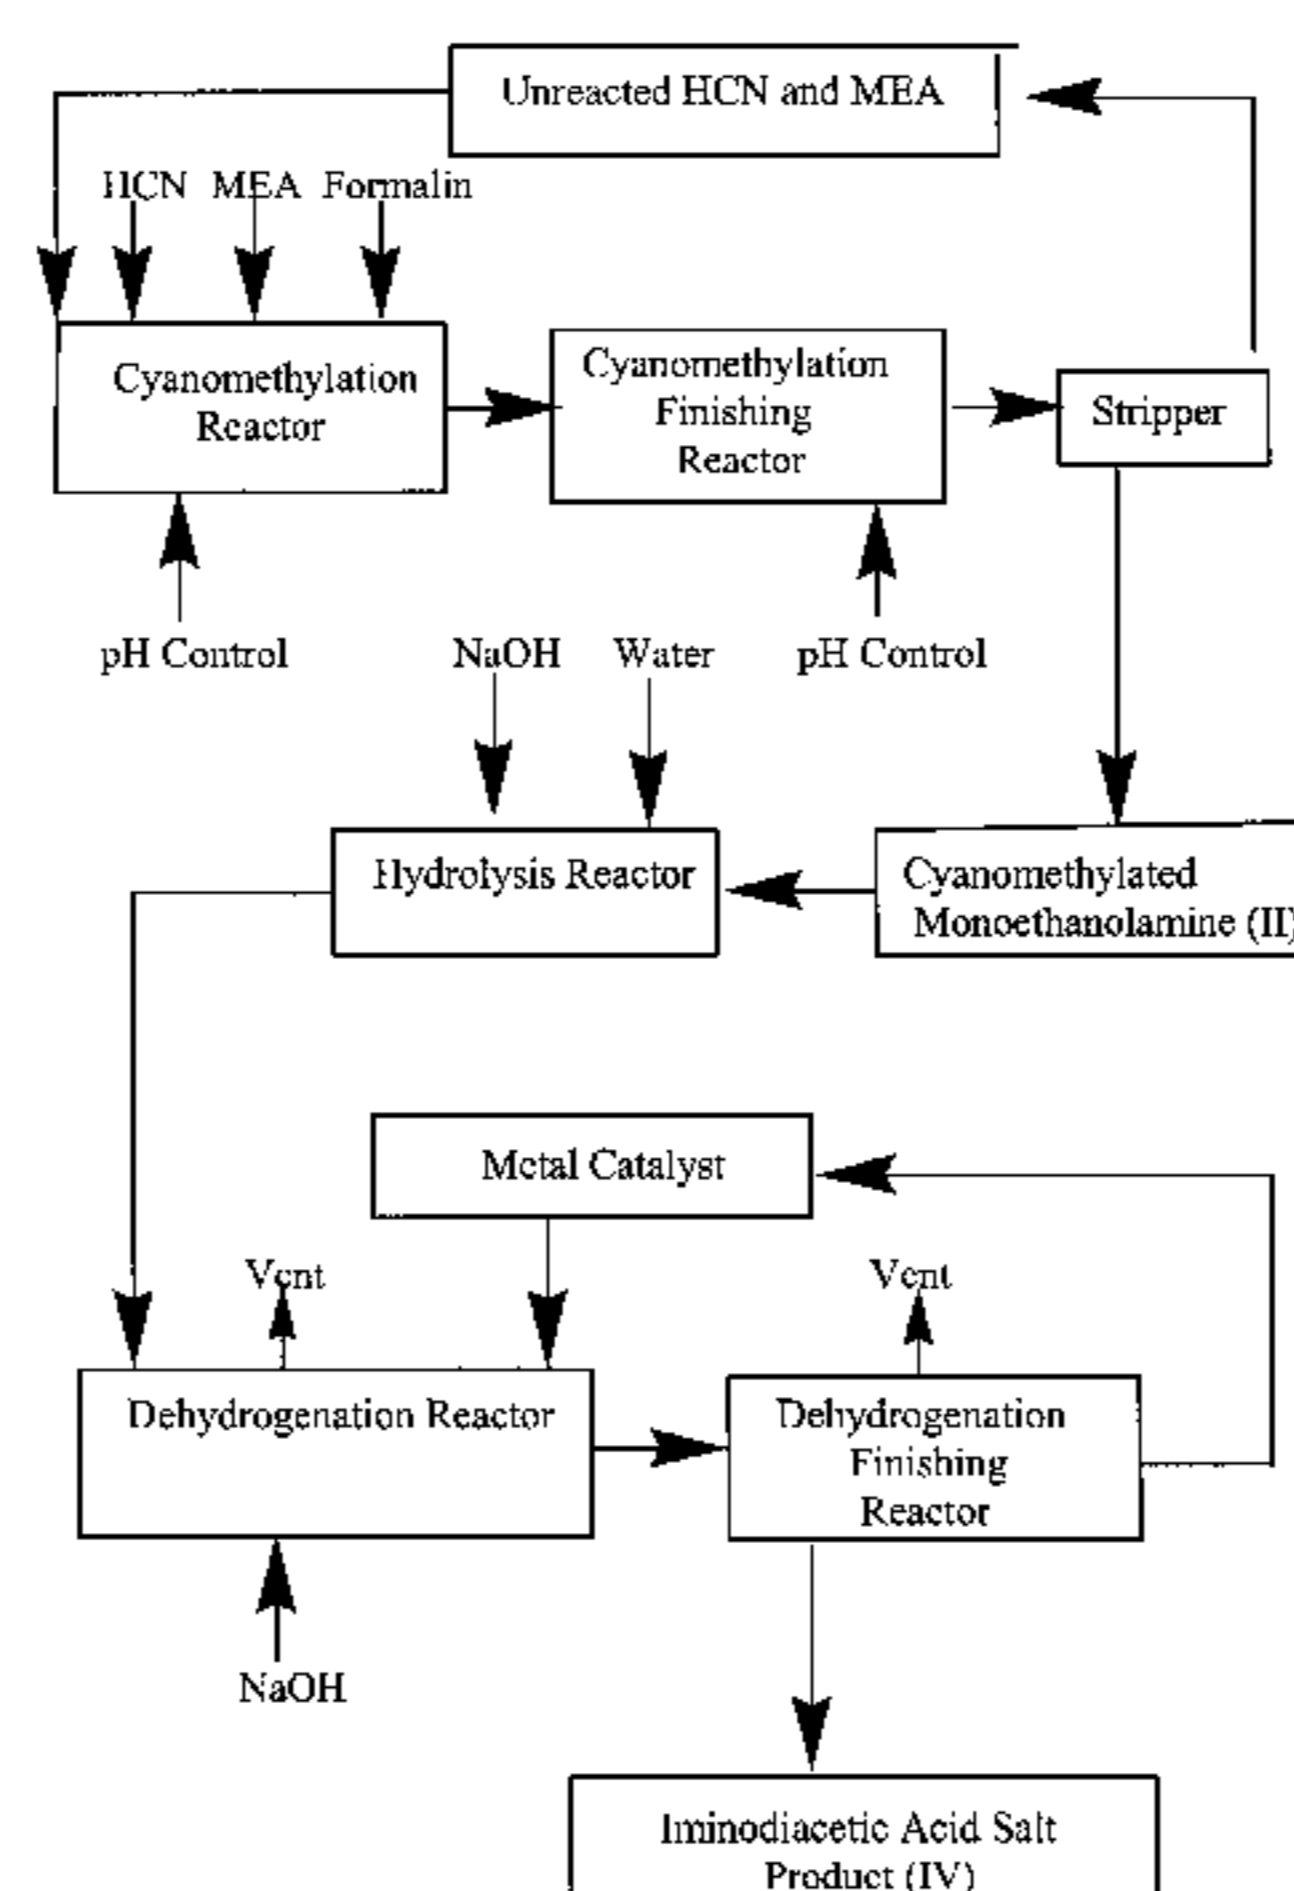 Unreacted HCN and MEA
HCN MEA Formalin
Cyanomethylation
Reactor
Cyanomethylation
Finishing
Reactor
Stripper
pH Control
NaOH
Water
pH Control
Hydrolysis Reactor
Cyanomethylated
Monoethanolamine (II)
Metal Catalyst
Vent
Vent
Dehydrogenation Reactor
Dehydrogenation
Finishing
Reactor
NaOH
Iminodiacetic Acid Salt
Product (IV)